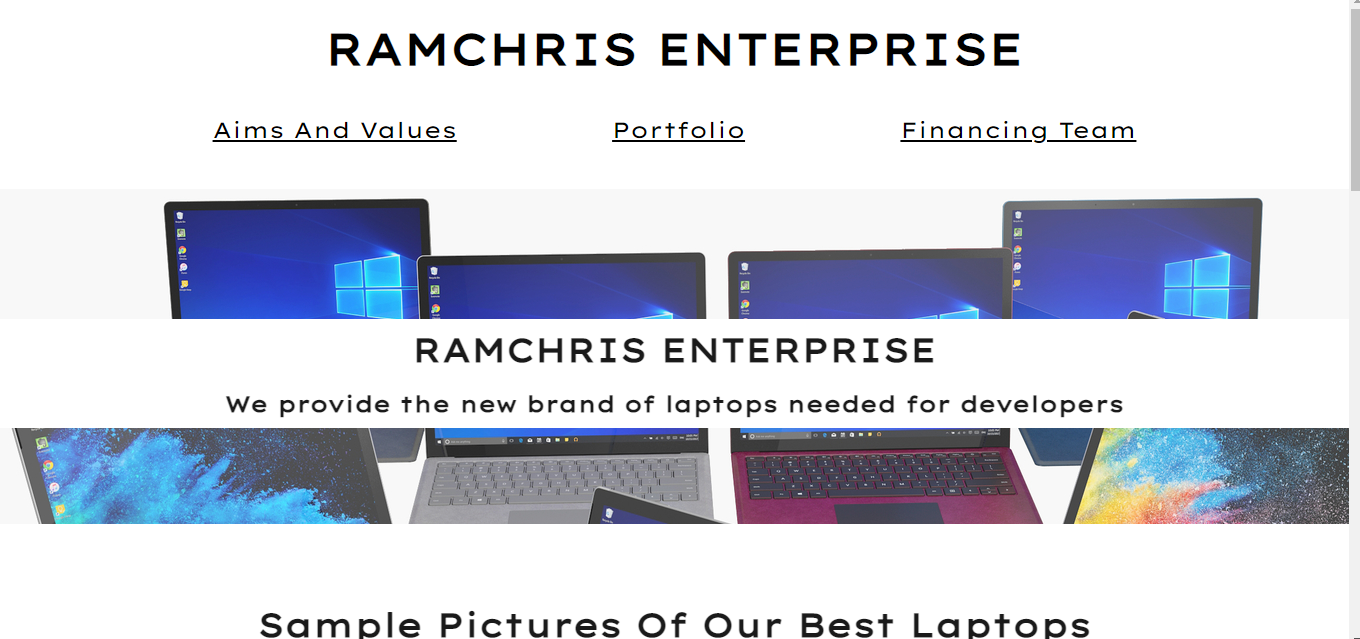 RAMCHRIS ENTERPRISE
Aims And Values Portfolio Financing Team
RAMCHRIS ENTERPRISE
We provide the new brand of laptops needed for developers
Sample Pictures Of Our Best Laptops